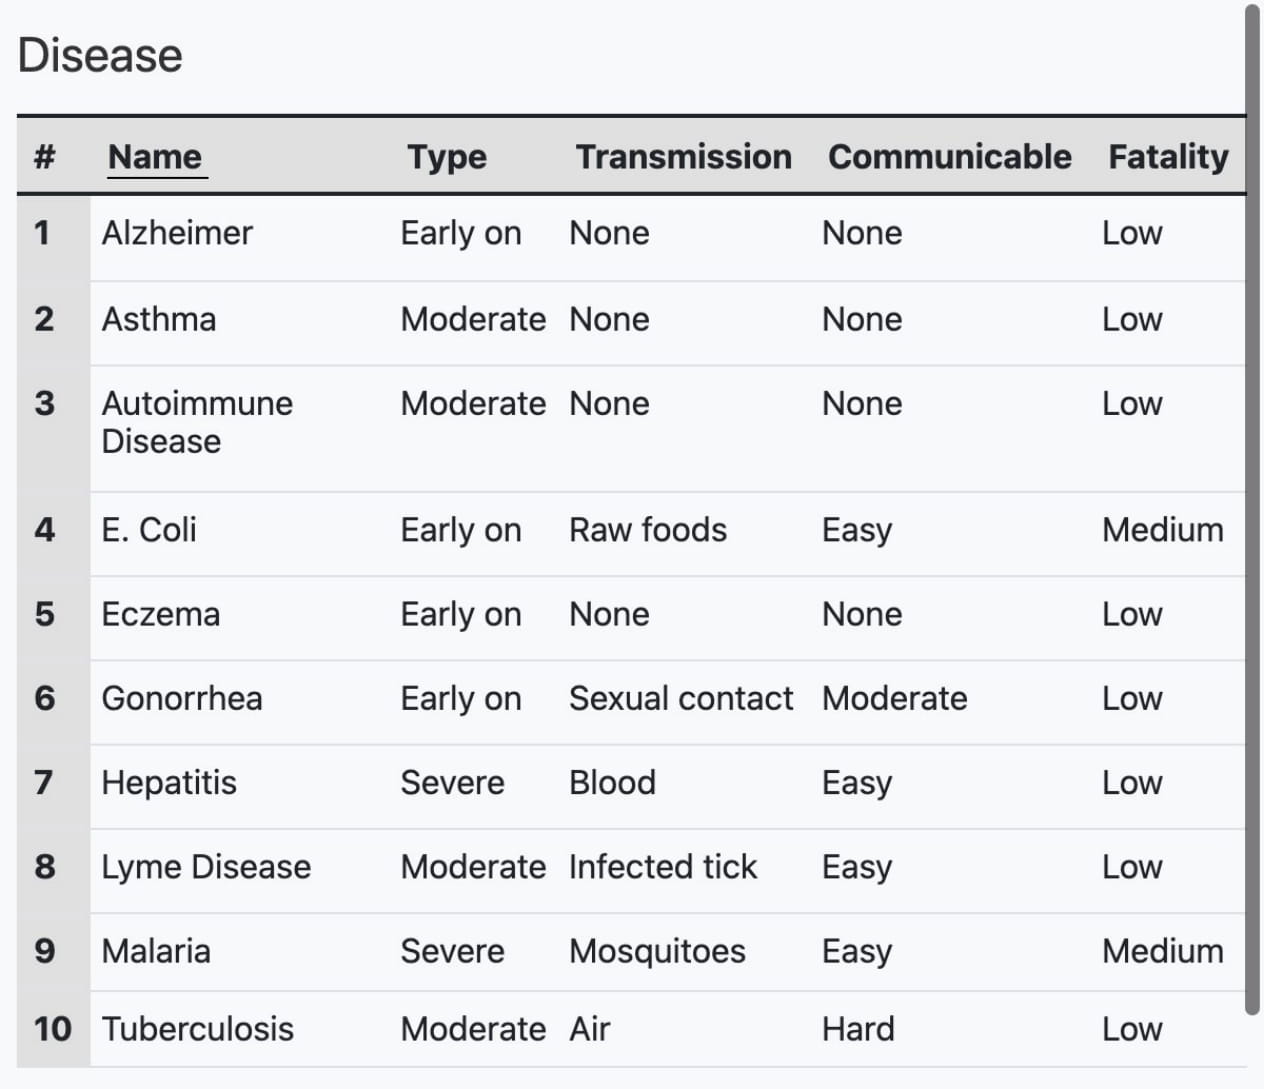 Disease
# Name Type Transmission Communicable Fatality
1 Alzheimer Early on None None Low
2 Asthma Moderate None None Low
3 Autoimmune Moderate None None Low
Disease
4 E. Coli Early on Raw foods Easy Medium
5 Eczema Early on None None Low
6 Gonorrhea Early on Sexual contact Moderate Low
7 Hepatitis Severe Blood Easy Low
8 Lyme Disease Moderate Infected tick Easy Low
9 Malaria Severe Mosquitoes Easy Medium
10 Tuberculosis Moderate Air Hard Low